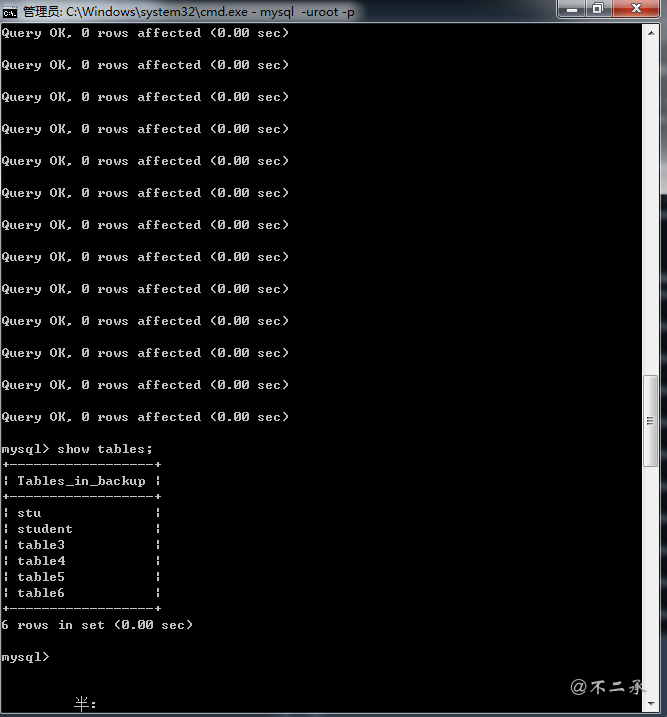 管理员: C:\Windows\system32\cmd.exe - mysql  -uroot -p
Query OK, 0 rows affected (0.00 sec)
Query OK, 0 rows affected (0.00 sec)
Query OK, 0 rows affected (0.00 sec)
Query OK, 0 rows affected (0.00 sec)
Query OK, 0 rows affected (0.00 sec)
Query OK, 0 rows affected (0.00 sec)
Query OK, 0 rows affected (0.00 sec)
Query OK, 0 rows affected (0.00 sec)
Query OK, 0 rows affected (0.00 sec)
Query OK, 0 rows affected (0.00 sec)
Query OK, 0 rows affected (0.00 sec)
Query OK, 0 rows affected (0.00 sec)
Query OK, 0 rows affected (0.00 sec)
mysql> show tables;
+------------------+
| Tables_in_backup |
+------------------+
| stu              |
| student          |
| table3           |
| table4           |
| table5           |
| table6           |
+------------------+
6 rows in set (0.00 sec)
mysql>
@不二承
半: